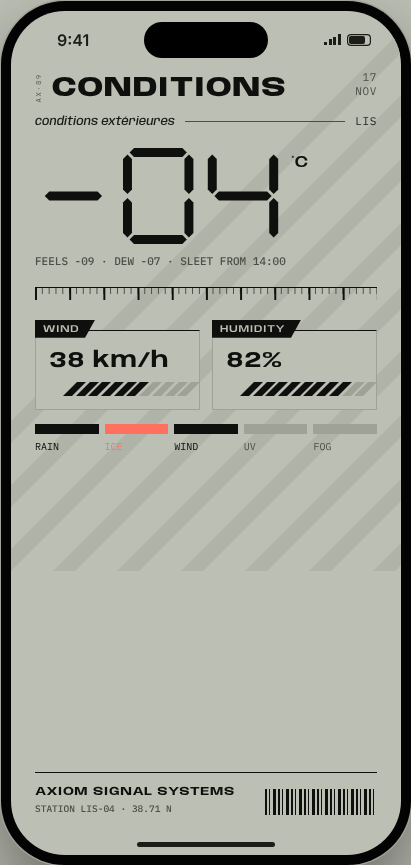 9:41
AX-09
CONDITIONS
17
NOV
conditions extérieures
LIS
-04°C
FEELS -09 · DEW -07 · SLEET FROM 14:00
WIND
38 km/h
HUMIDITY
82%
RAIN
ICE
WIND
UV
FOG
AXIOM SIGNAL SYSTEMS
STATION LIS-04 · 38.71 N